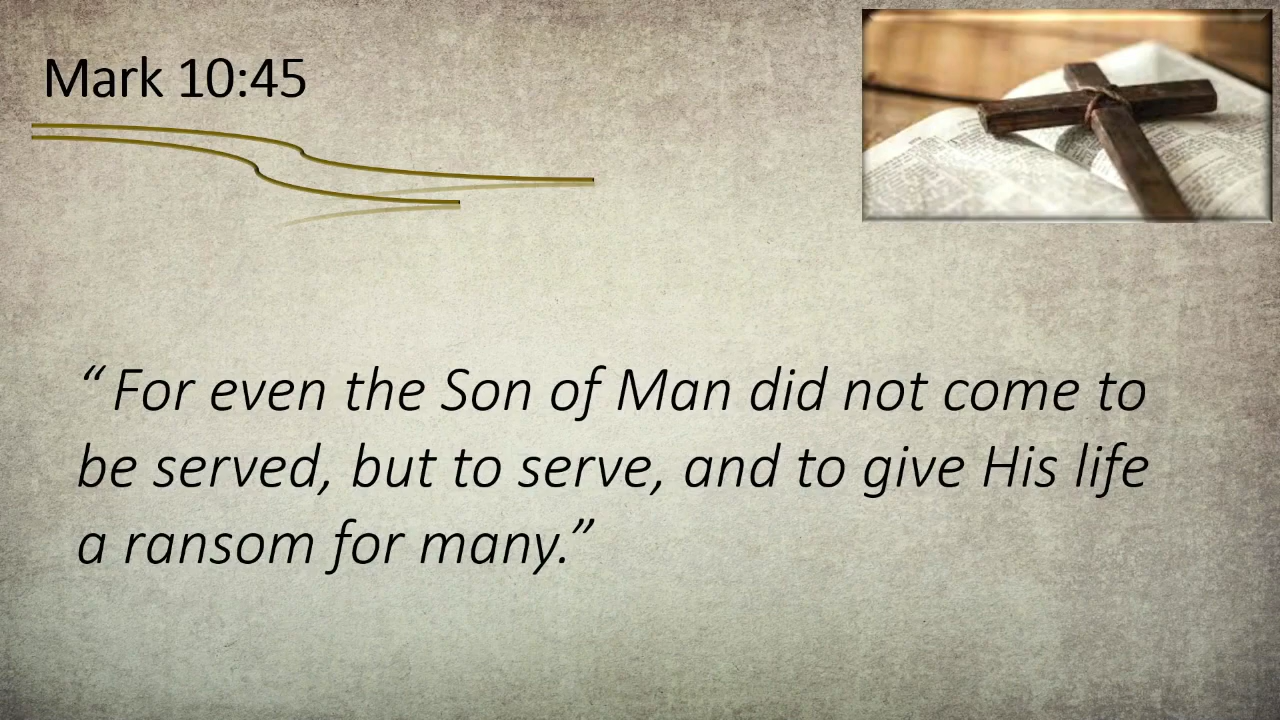 Mark 10:45
“ For even the Son of Man did not come to
be served, but to serve, and to give His life
a ransom for many.”